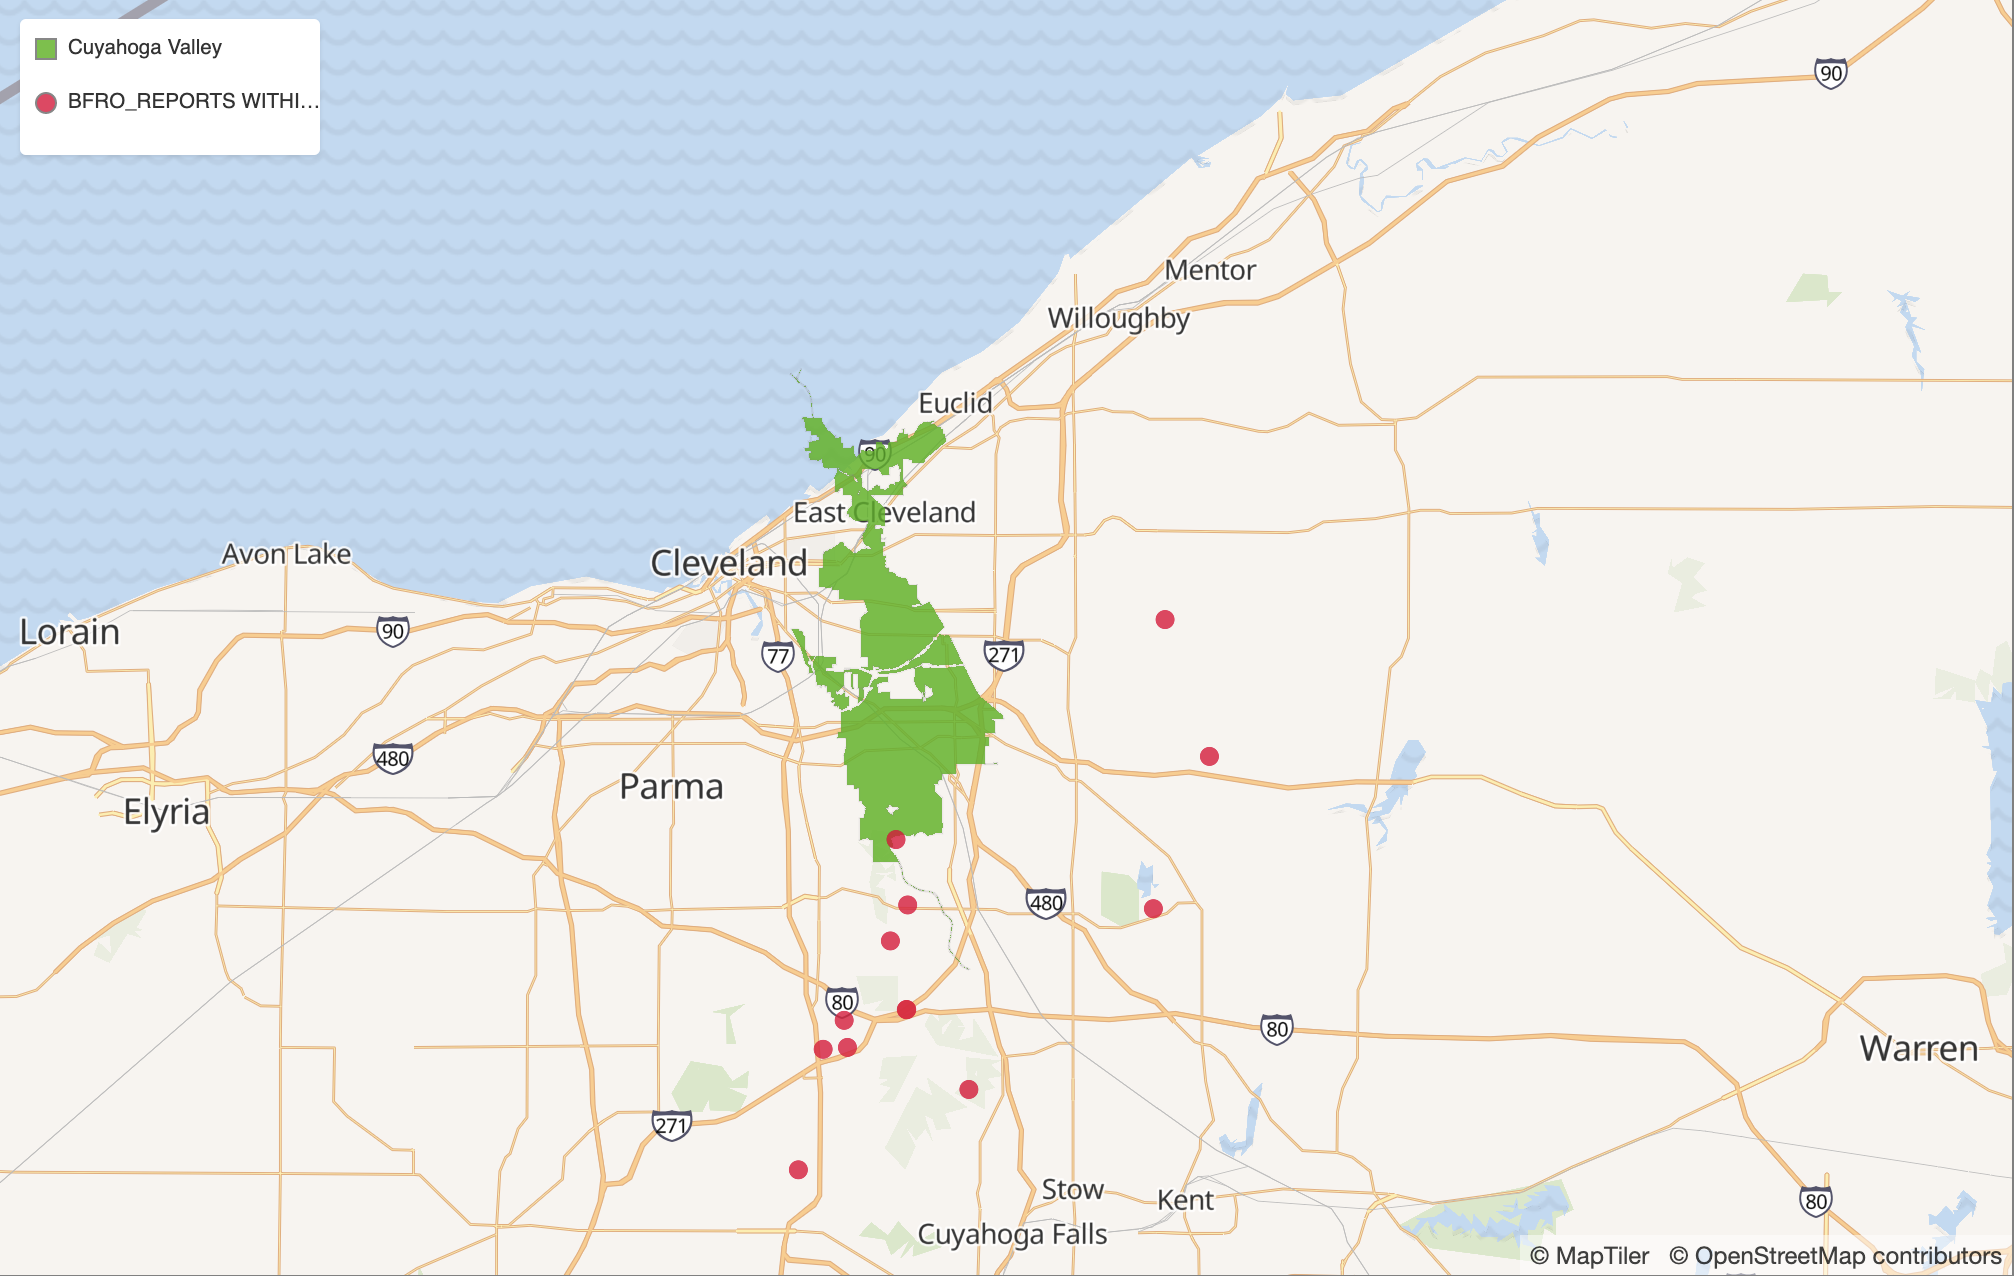 Cuyahoga Valley
BFRO_REPORTS WITHI...
90
Mentor
Willoughby
Euclid
90
East Cleveland
Avon Lake
Cleveland
Lorain
90
77
271
480
Parma
Elyria
480
80
80
Warren
271
Stow
Kent
80
Cuyahoga Falls
© MapTiler © OpenStreetMap contributors